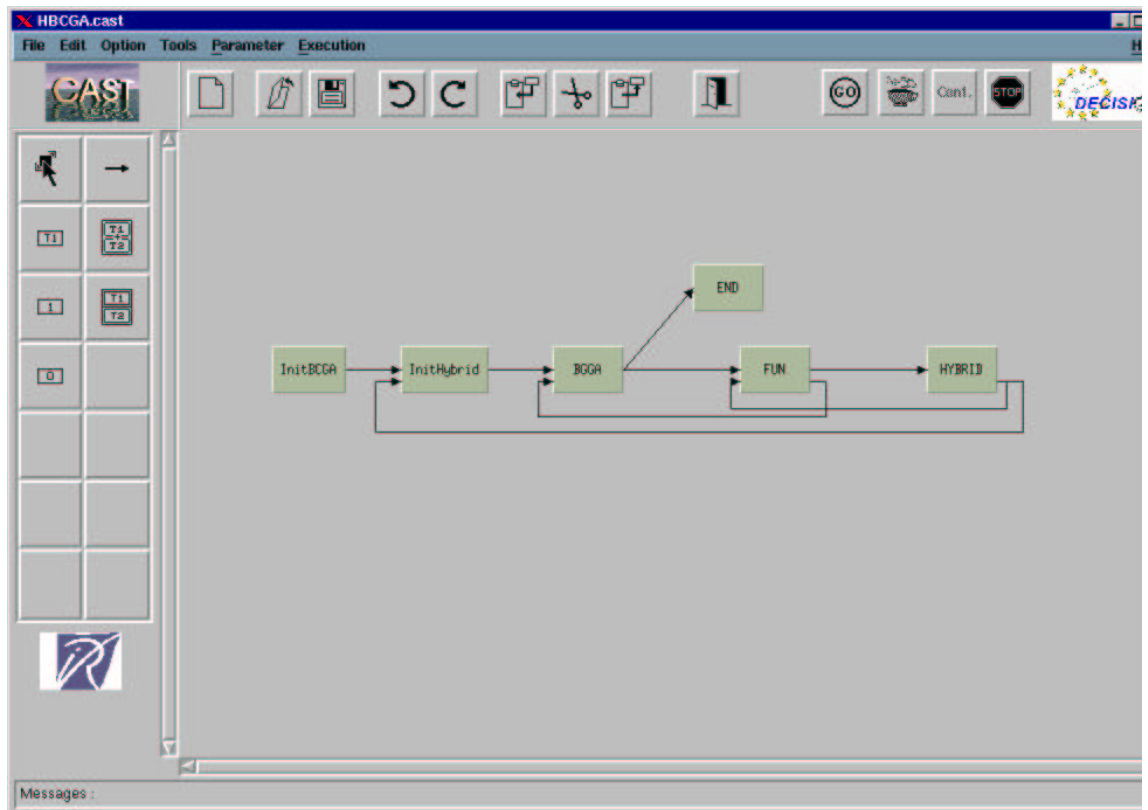 HBCGA.cast
File Edit Option Tools Parameter Execution H
CAST
GO Cont. STOP
DECISI
T1 T1 =+= T2
1 T1 T2
0
END
InitBCGA InitHybrid BGGA FUN HYBRID
Messages :